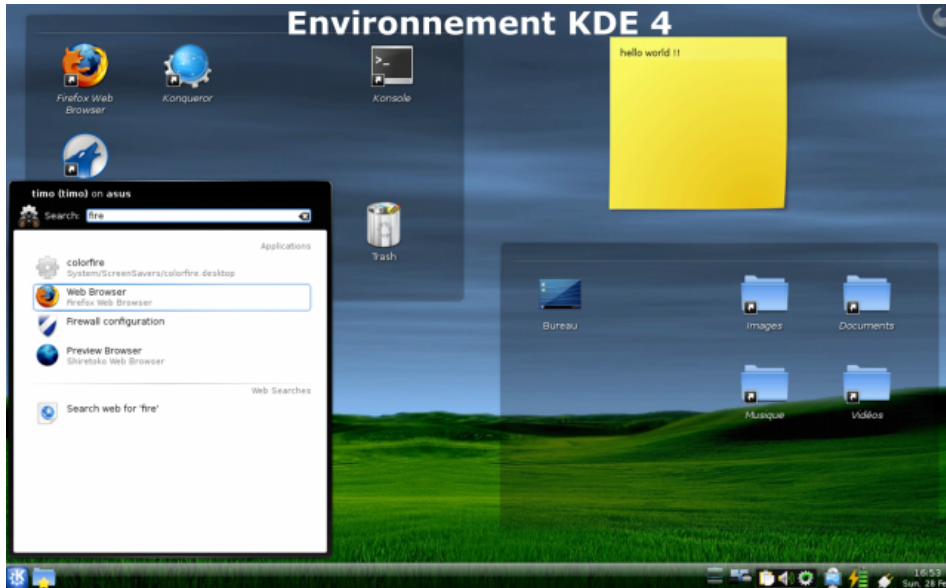 Environnement KDE 4
hello world !!
Firefox Web
Browser
Konqueror
Konsole
timo (timo) on asus
Search: fire
Applications
colorfire
System/ScreenSavers/colorfire.desktop
Web Browser
Firefox Web Browser
Firewall configuration
Preview Browser
Shiretoko Web Browser
Web Searches
Search web for 'fire'
Trash
Bureau
Images
Documents
Musique
Vidéos
16:53
Sun, 28